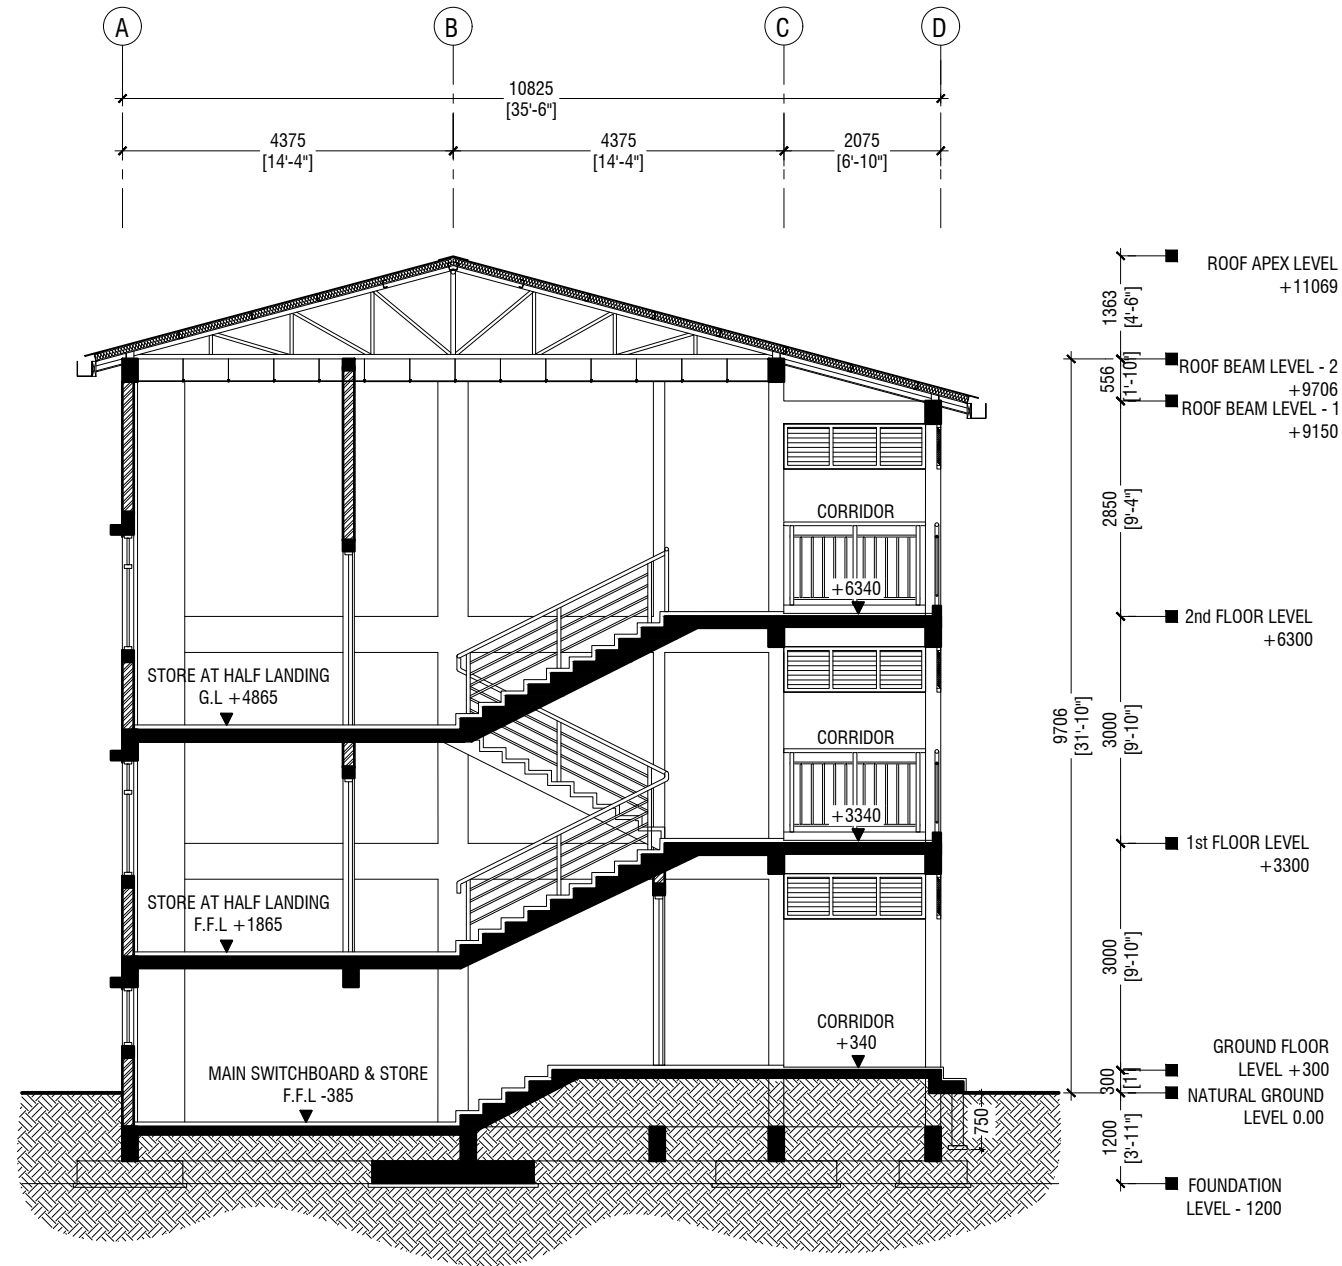 A B C D
10825
[35'-6"]
4375 4375 2075
[14'-4"] [14'-4"] [6'-10"]
ROOF APEX LEVEL
+11069
1363
[4'-6"]
ROOF BEAM LEVEL - 2
+9706
556
[1'-10"]
ROOF BEAM LEVEL - 1
+9150
2850
[9'-4"]
CORRIDOR
+6340
2nd FLOOR LEVEL
+6300
STORE AT HALF LANDING
G.L +4865
9706
[31'-10"]
3000
[9'-10"]
CORRIDOR
+3340
1st FLOOR LEVEL
+3300
STORE AT HALF LANDING
F.F.L +1865
3000
[9'-10"]
CORRIDOR
+340
GROUND FLOOR
LEVEL +300
MAIN SWITCHBOARD & STORE
F.F.L -385
300
[1']
NATURAL GROUND
LEVEL 0.00
750
1200
[3'-11"]
FOUNDATION
LEVEL - 1200